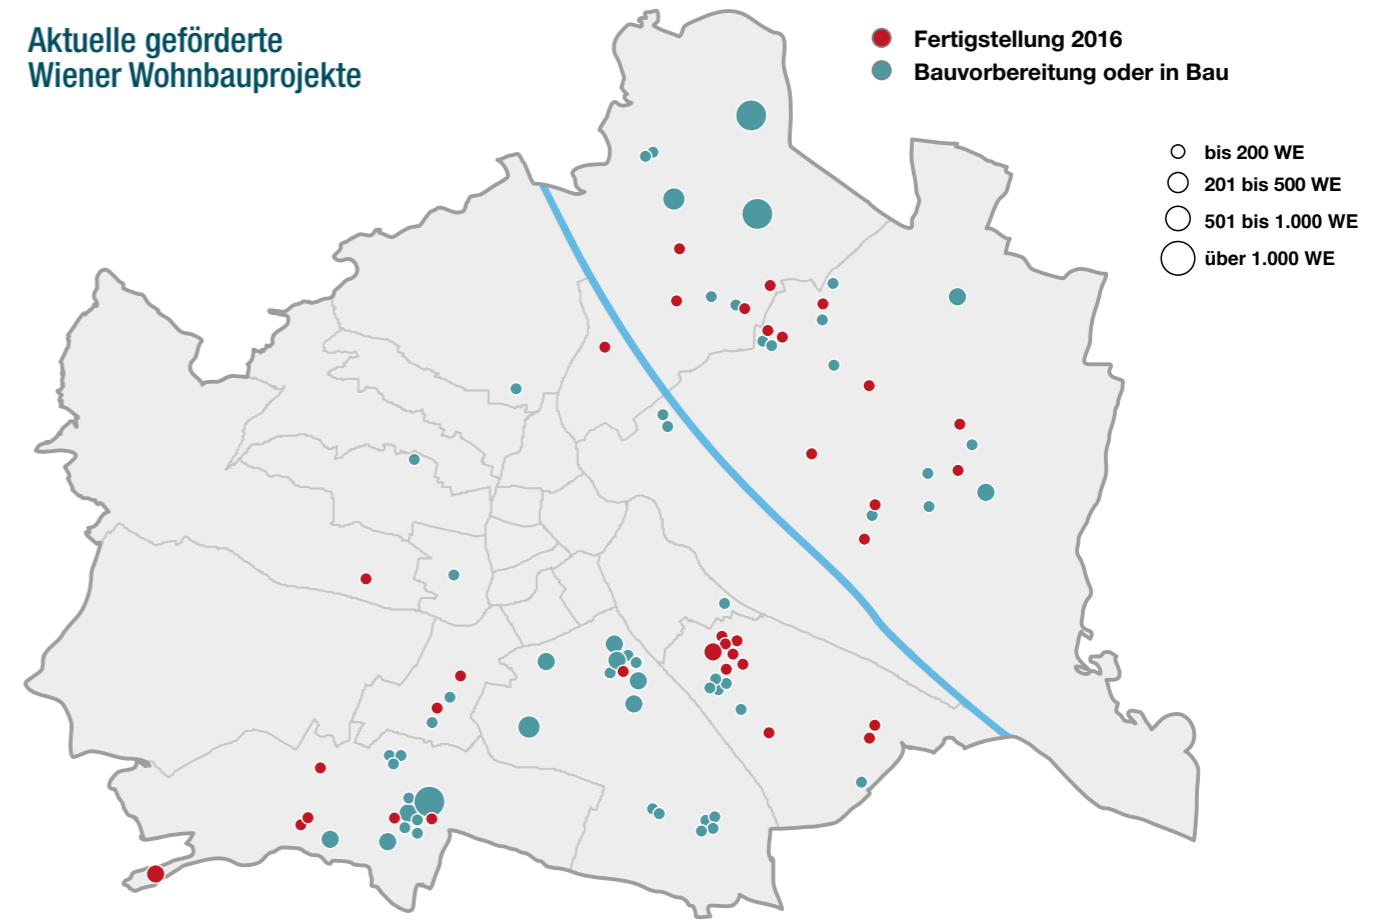 Aktuelle geförderte
Wiener Wohnbauprojekte
Fertigstellung 2016
Bauvorbereitung oder in Bau
bis 200 WE
201 bis 500 WE
501 bis 1.000 WE
über 1.000 WE